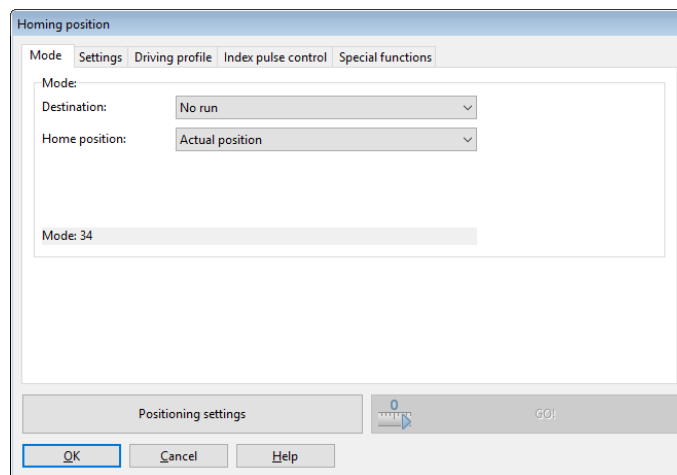 Homing position
Mode Settings Driving profile Index pulse control Special functions
Mode:
Destination: No run
Home position: Actual position
Mode: 34
Positioning settings 0 GO!
OK Cancel Help